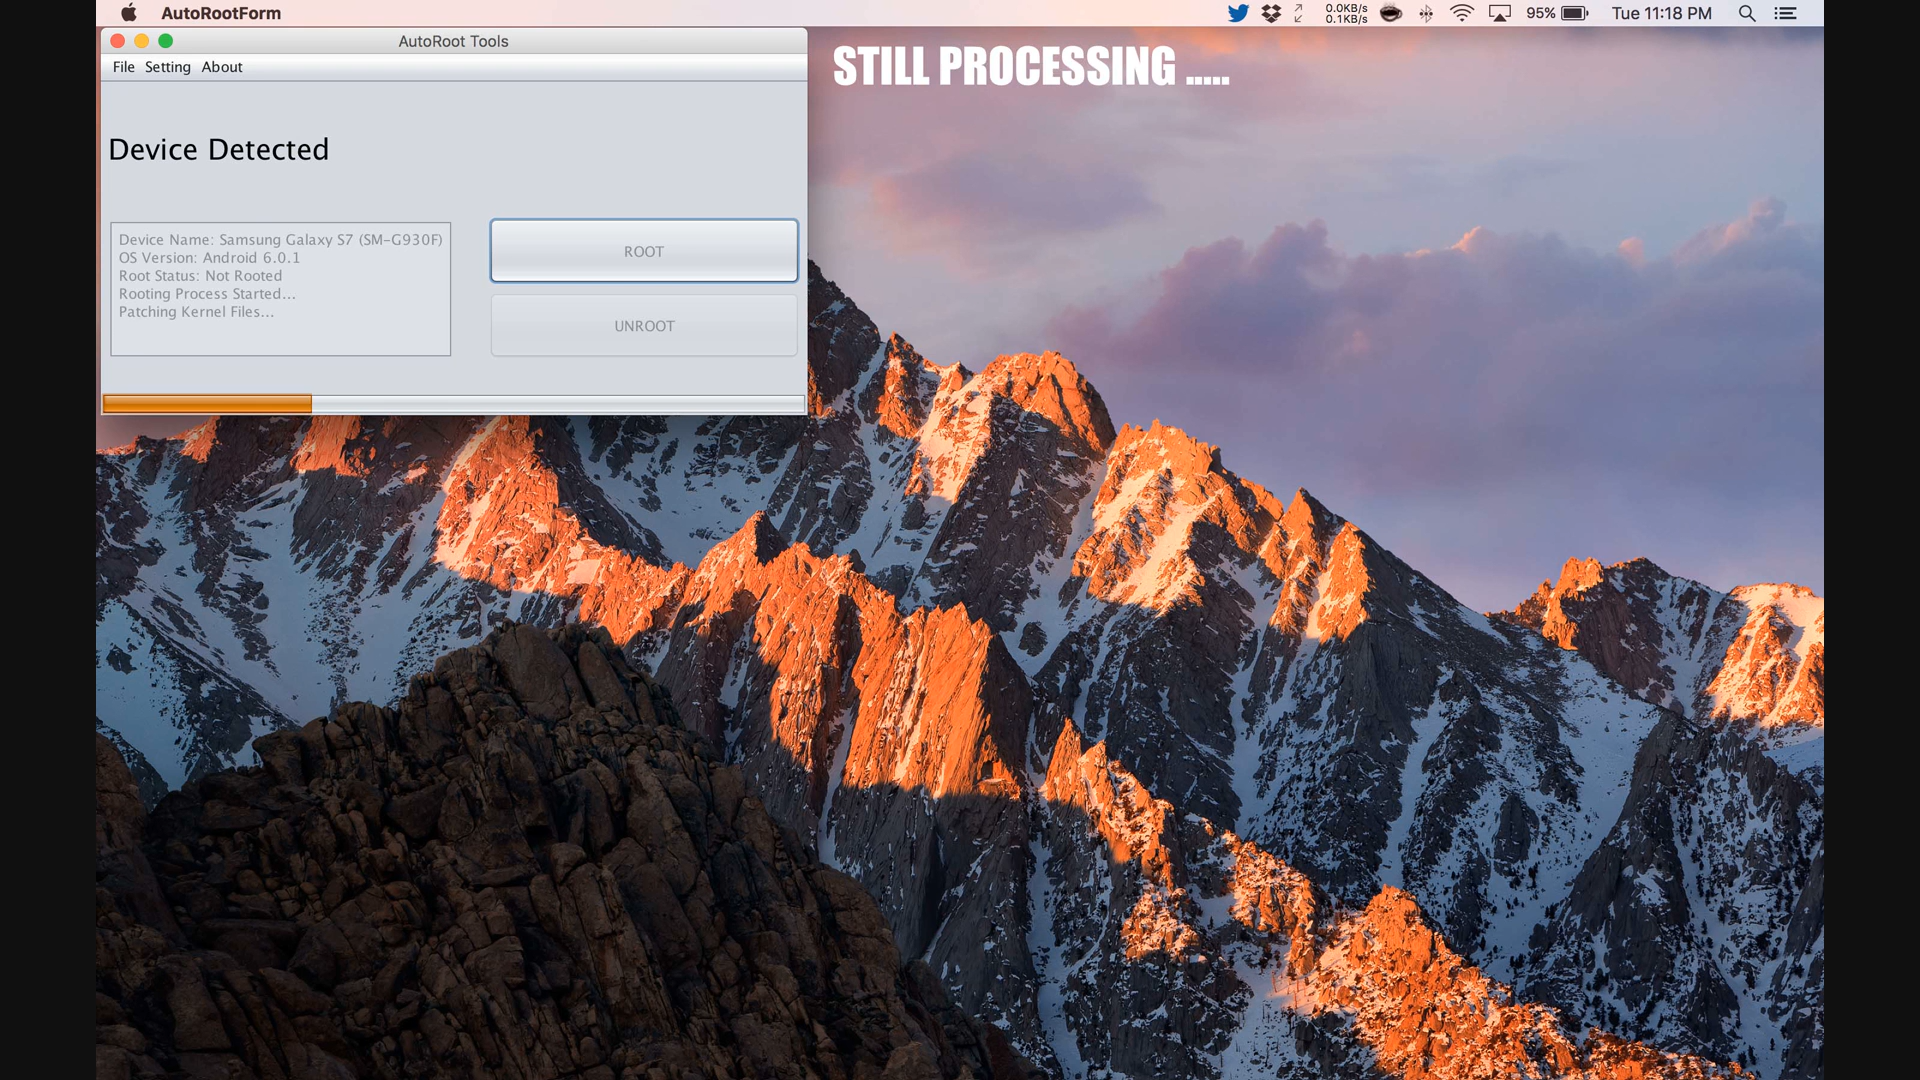 AutoRootForm
0.0KB/s
0.1KB/s
95%
Tue 11:18 PM
AutoRoot Tools
File Setting About
STILL PROCESSING .....
Device Detected
Device Name: Samsung Galaxy S7 (SM-G930F)
OS Version: Android 6.0.1
Root Status: Not Rooted
Rooting Process Started...
Patching Kernel Files...
ROOT
UNROOT